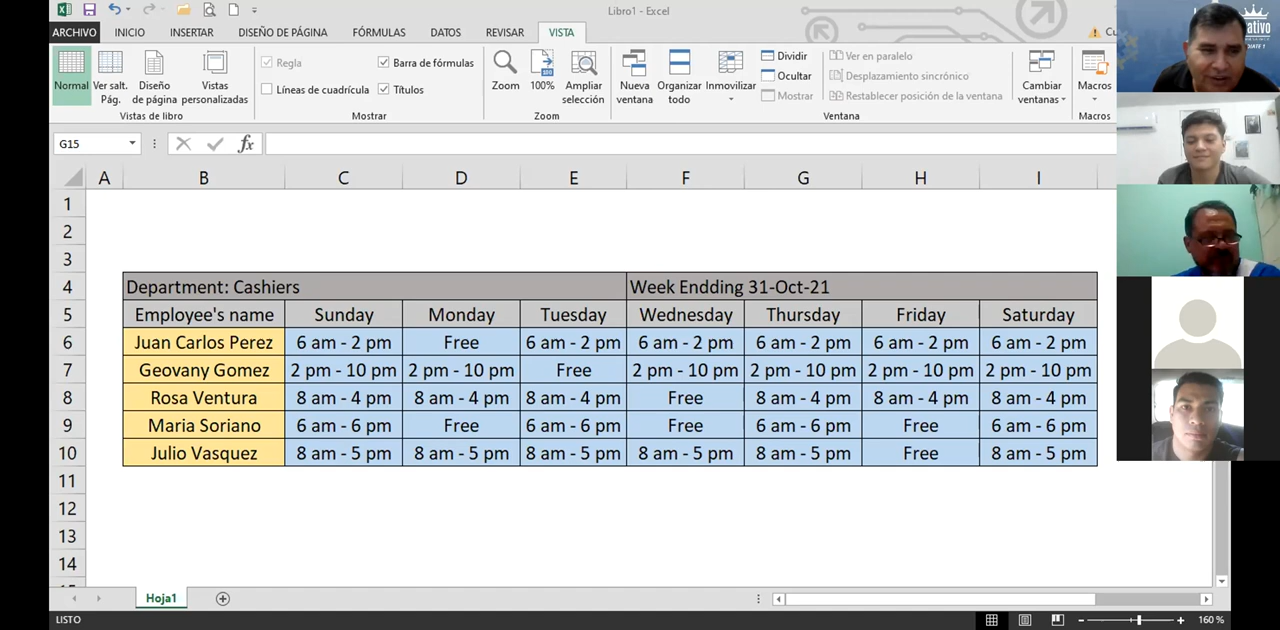 Libro1 - Excel
ARCHIVO INICIO INSERTAR DISEÑO DE PÁGINA FÓRMULAS DATOS REVISAR VISTA
Normal Ver salt. Pág. Diseño de página Vistas personalizadas
Vistas de libro
Regla Barra de fórmulas
Líneas de cuadrícula Títulos
Mostrar
Zoom 100% Ampliar selección
Zoom
Nueva ventana Organizar todo Inmovilizar
Dividir
Ocultar
Mostrar
Ver en paralelo
Desplazamiento sincrónico
Restablecer posición de la ventana
Cambiar ventanas
Ventana
Macros
Macros
G15 fx
A B C D E F G H I
1
2
3
4 Department: Cashiers Week Endding 31-Oct-21
5 Employee's name Sunday Monday Tuesday Wednesday Thursday Friday Saturday
6 Juan Carlos Perez 6 am - 2 pm Free 6 am - 2 pm 6 am - 2 pm 6 am - 2 pm 6 am - 2 pm 6 am - 2 pm
7 Geovany Gomez 2 pm - 10 pm 2 pm - 10 pm Free 2 pm - 10 pm 2 pm - 10 pm 2 pm - 10 pm 2 pm - 10 pm
8 Rosa Ventura 8 am - 4 pm 8 am - 4 pm 8 am - 4 pm Free 8 am - 4 pm 8 am - 4 pm 8 am - 4 pm
9 Maria Soriano 6 am - 6 pm Free 6 am - 6 pm Free 6 am - 6 pm Free 6 am - 6 pm
10 Julio Vasquez 8 am - 5 pm 8 am - 5 pm 8 am - 5 pm 8 am - 5 pm 8 am - 5 pm Free 8 am - 5 pm
11
12
13
14
Hoja1
LISTO 160 %